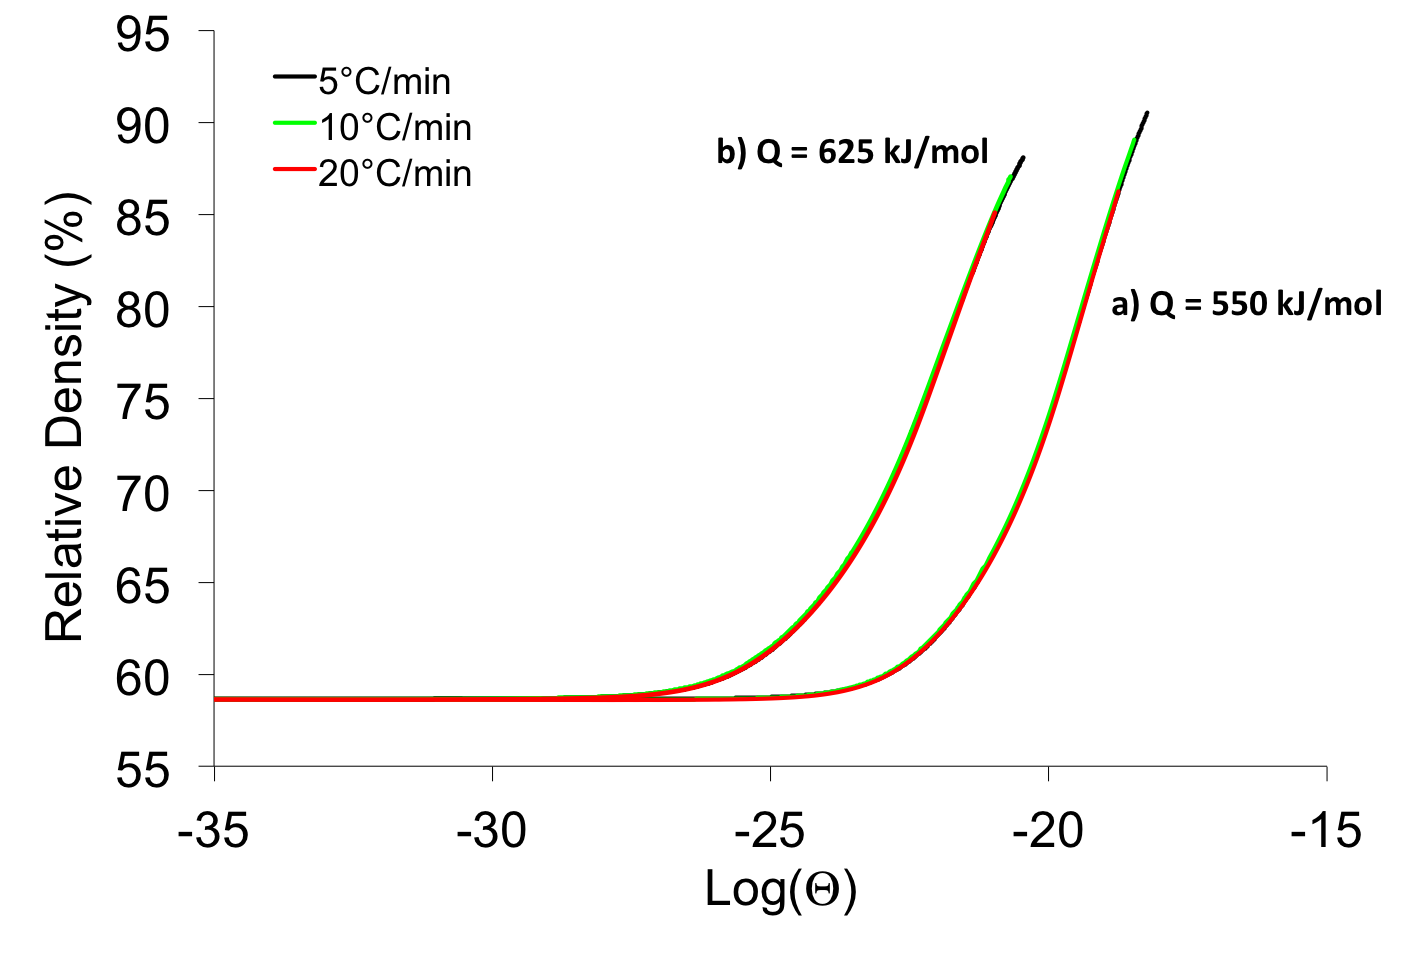 95
90
85
80
75
70
65
60
55
Relative Density (%)
5°C/min
10°C/min
20°C/min
b) Q = 625 kJ/mol
a) Q = 550 kJ/mol
-35
-30
-25
-20
-15
Log(Θ)